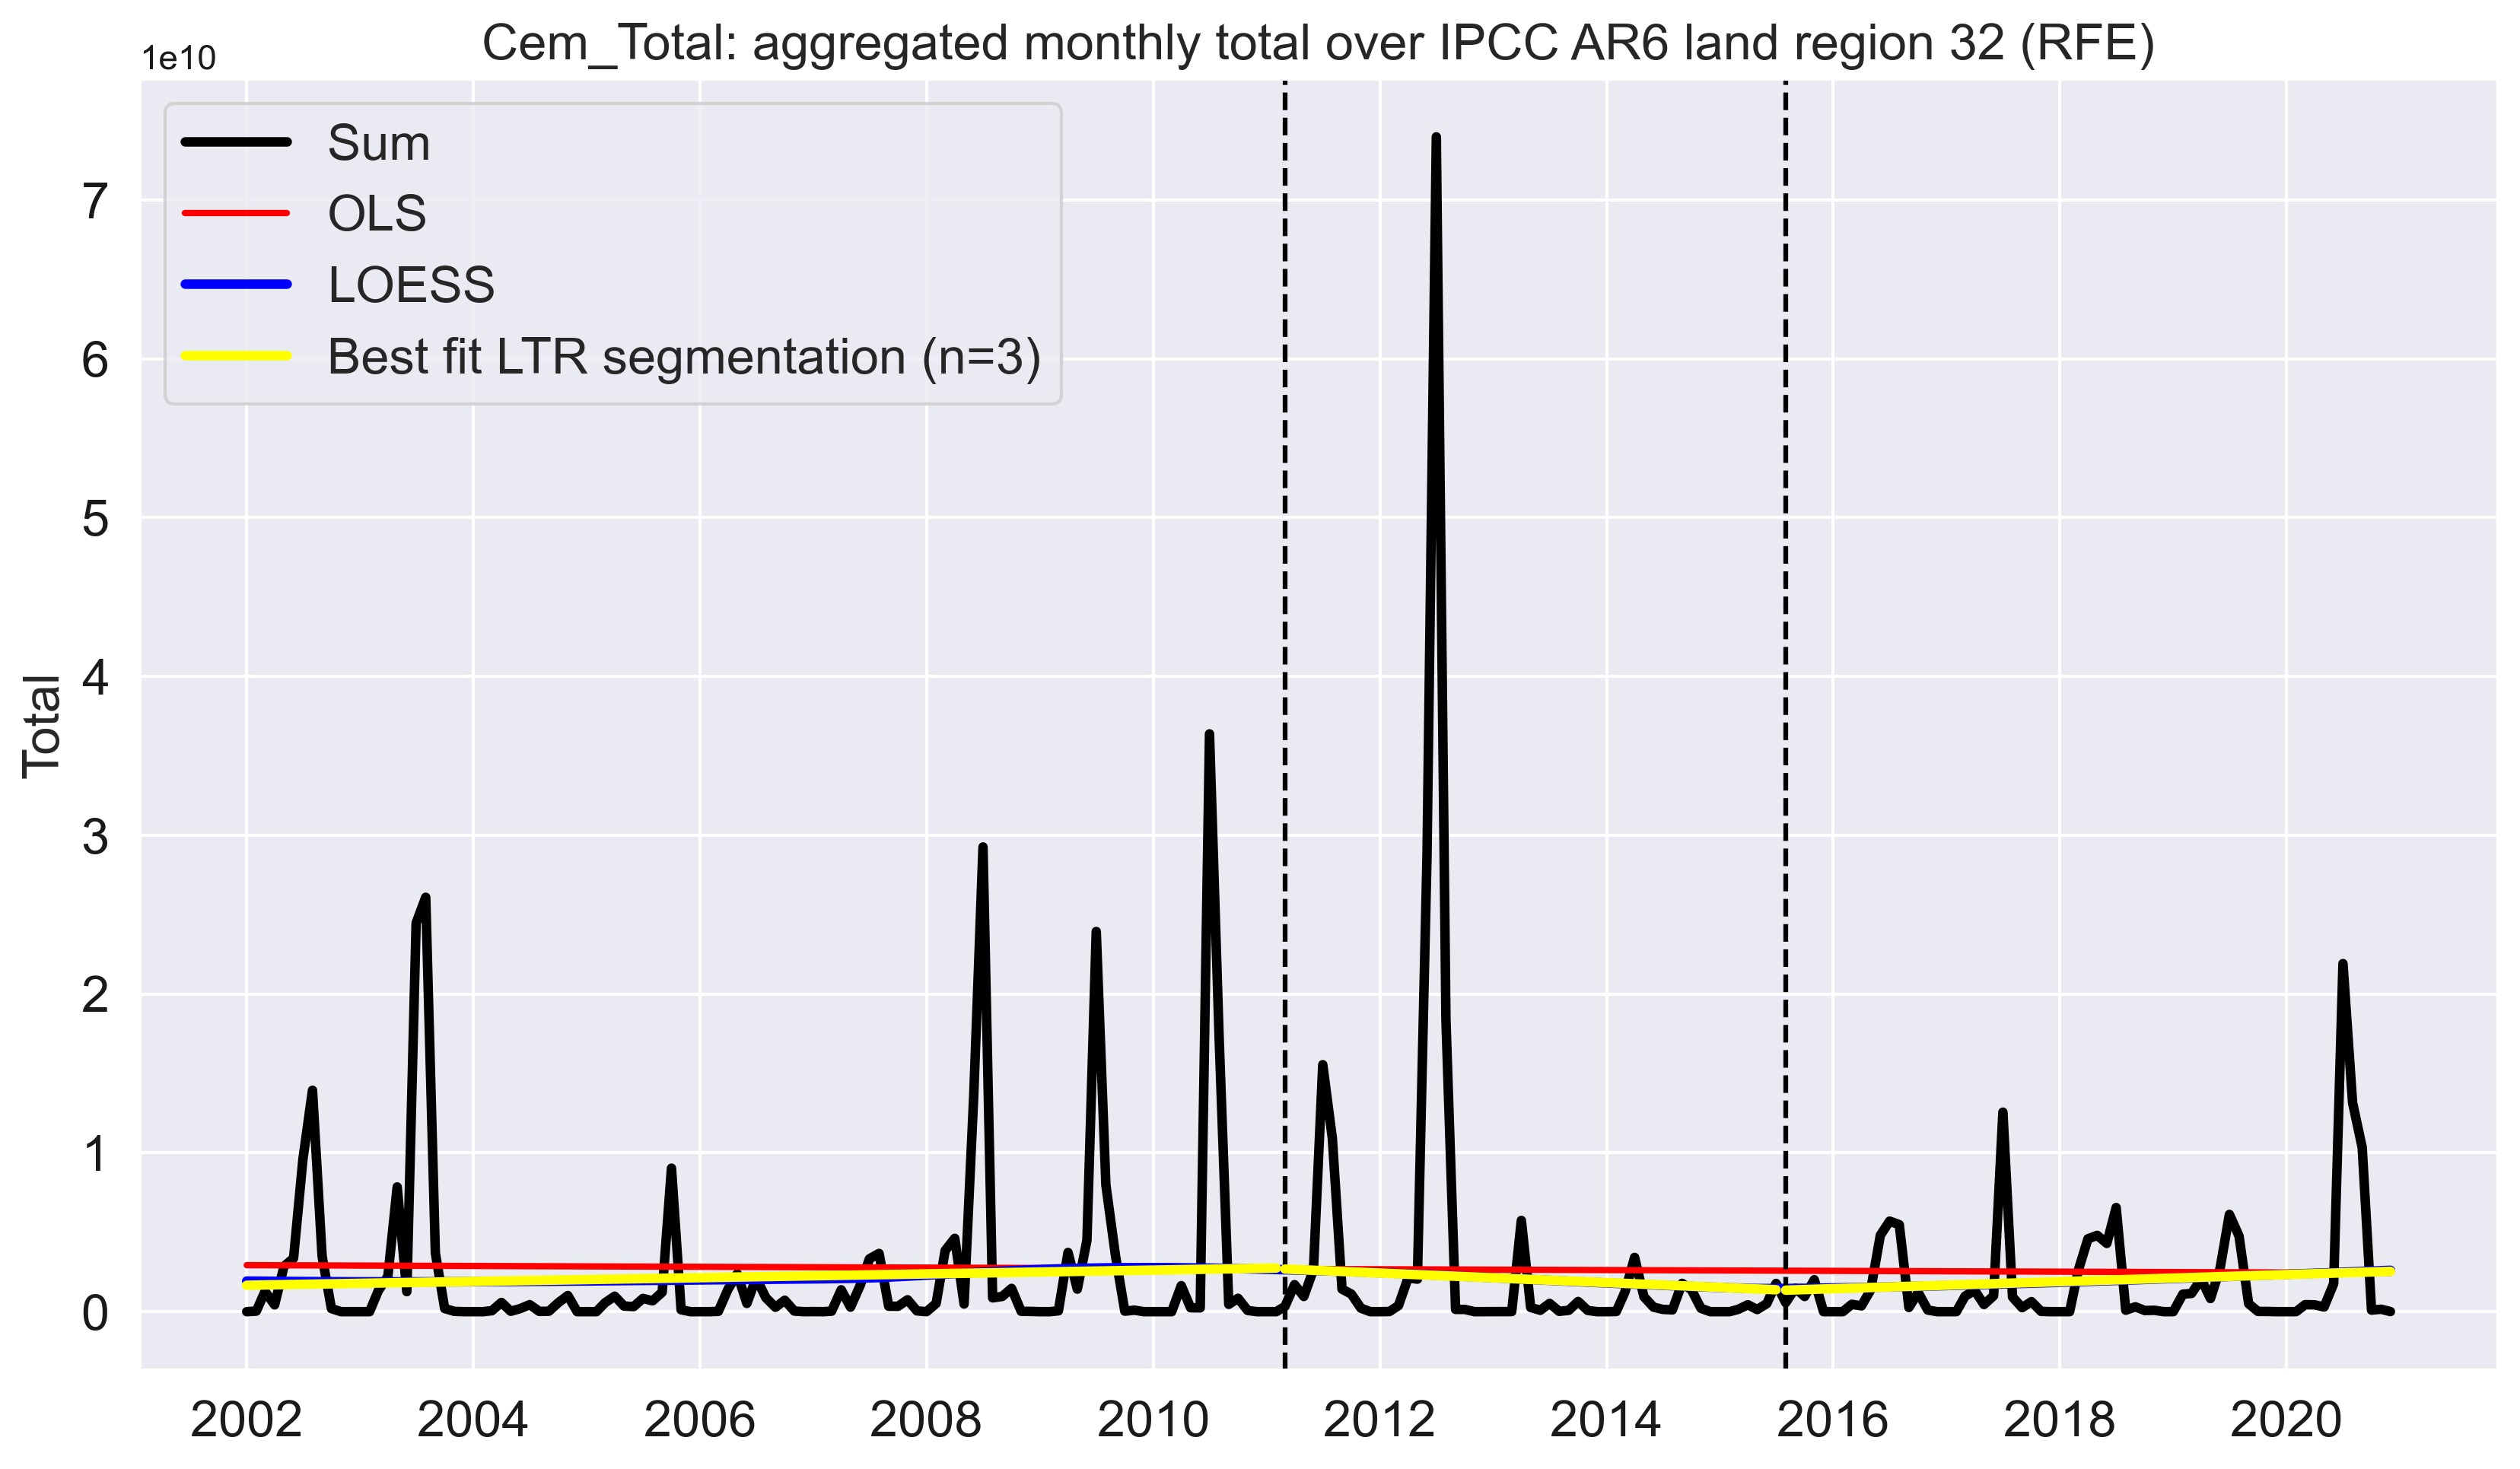 Cem_Total: aggregated monthly total over IPCC AR6 land region 32 (RFE)
1e10
Sum
OLS
LOESS
Best fit LTR segmentation (n=3)
7
6
5
4
3
2
1
0
Total
2002 2004 2006 2008 2010 2012 2014 2016 2018 2020